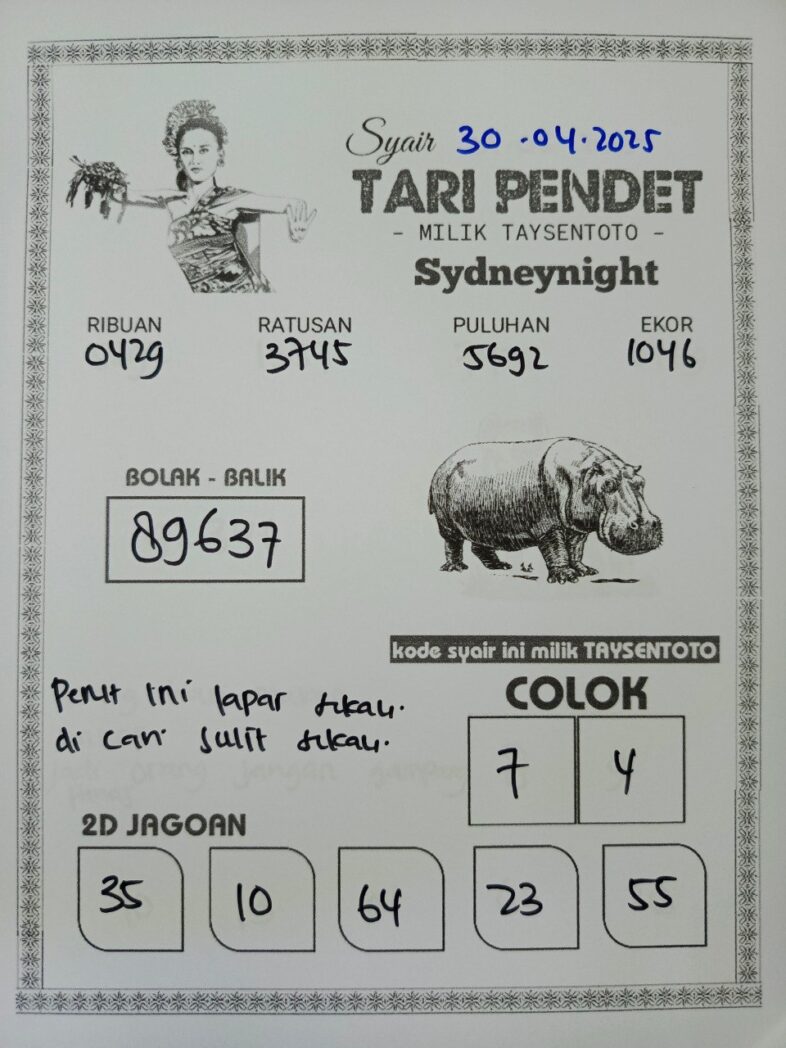 Syair 30.04.2025
TARI PENDET
- MILIK TAYSENTOTO -
Sydneynight
RIBUAN RATUSAN PULUHAN EKOR
0429 3745 5692 1046
BOLAK - BALIK
89637
kode syair ini milik TAYSENTOTO
Perut ini lapar sekali.
di cari sulit sekali.
COLOK
7 4
2D JAGOAN
35 10 64 23 55